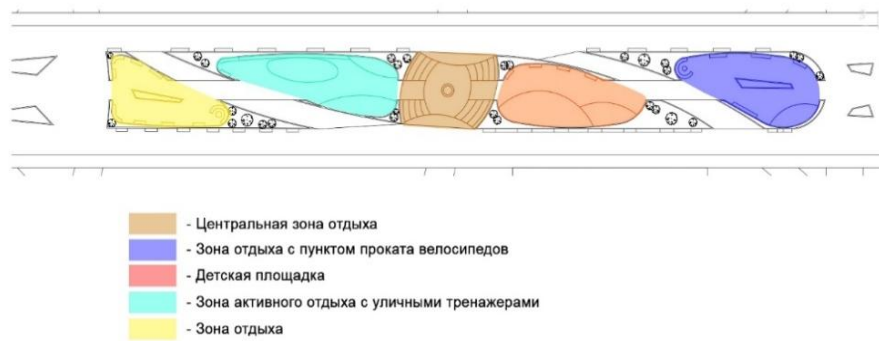 - Центральная зона отдыха
- Зона отдыха с пунктом проката велосипедов
- Детская площадка
- Зона активного отдыха с уличными тренажерами
- Зона отдыха